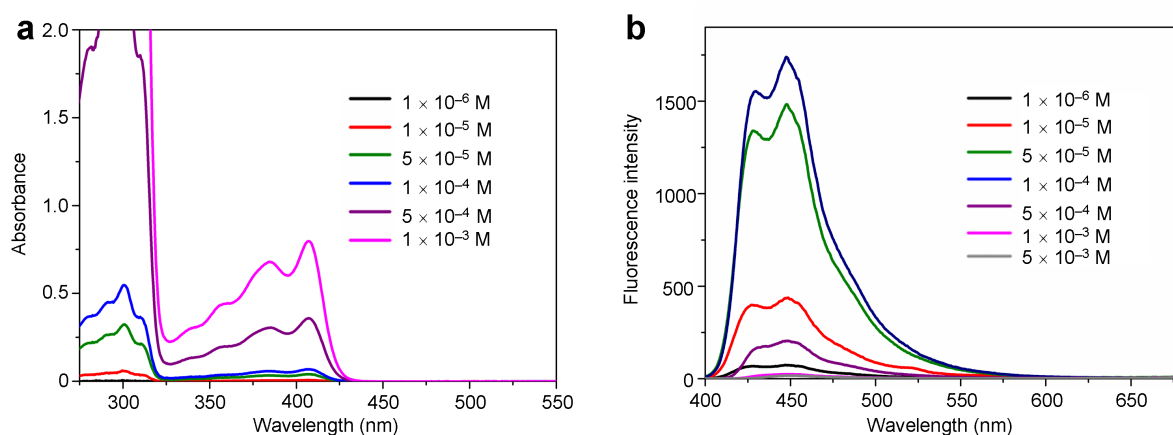 a
Absorbance
2.0
1.5
1.0
0.5
0
300
350
400
450
500
550
Wavelength (nm)
1 × 10⁻⁶ M
1 × 10⁻⁵ M
5 × 10⁻⁵ M
1 × 10⁻⁴ M
5 × 10⁻⁴ M
1 × 10⁻³ M
b
Fluorescence intensity
1500
1000
500
0
400
450
500
550
600
650
Wavelength (nm)
1 × 10⁻⁶ M
1 × 10⁻⁵ M
5 × 10⁻⁵ M
1 × 10⁻⁴ M
5 × 10⁻⁴ M
1 × 10⁻³ M
5 × 10⁻³ M